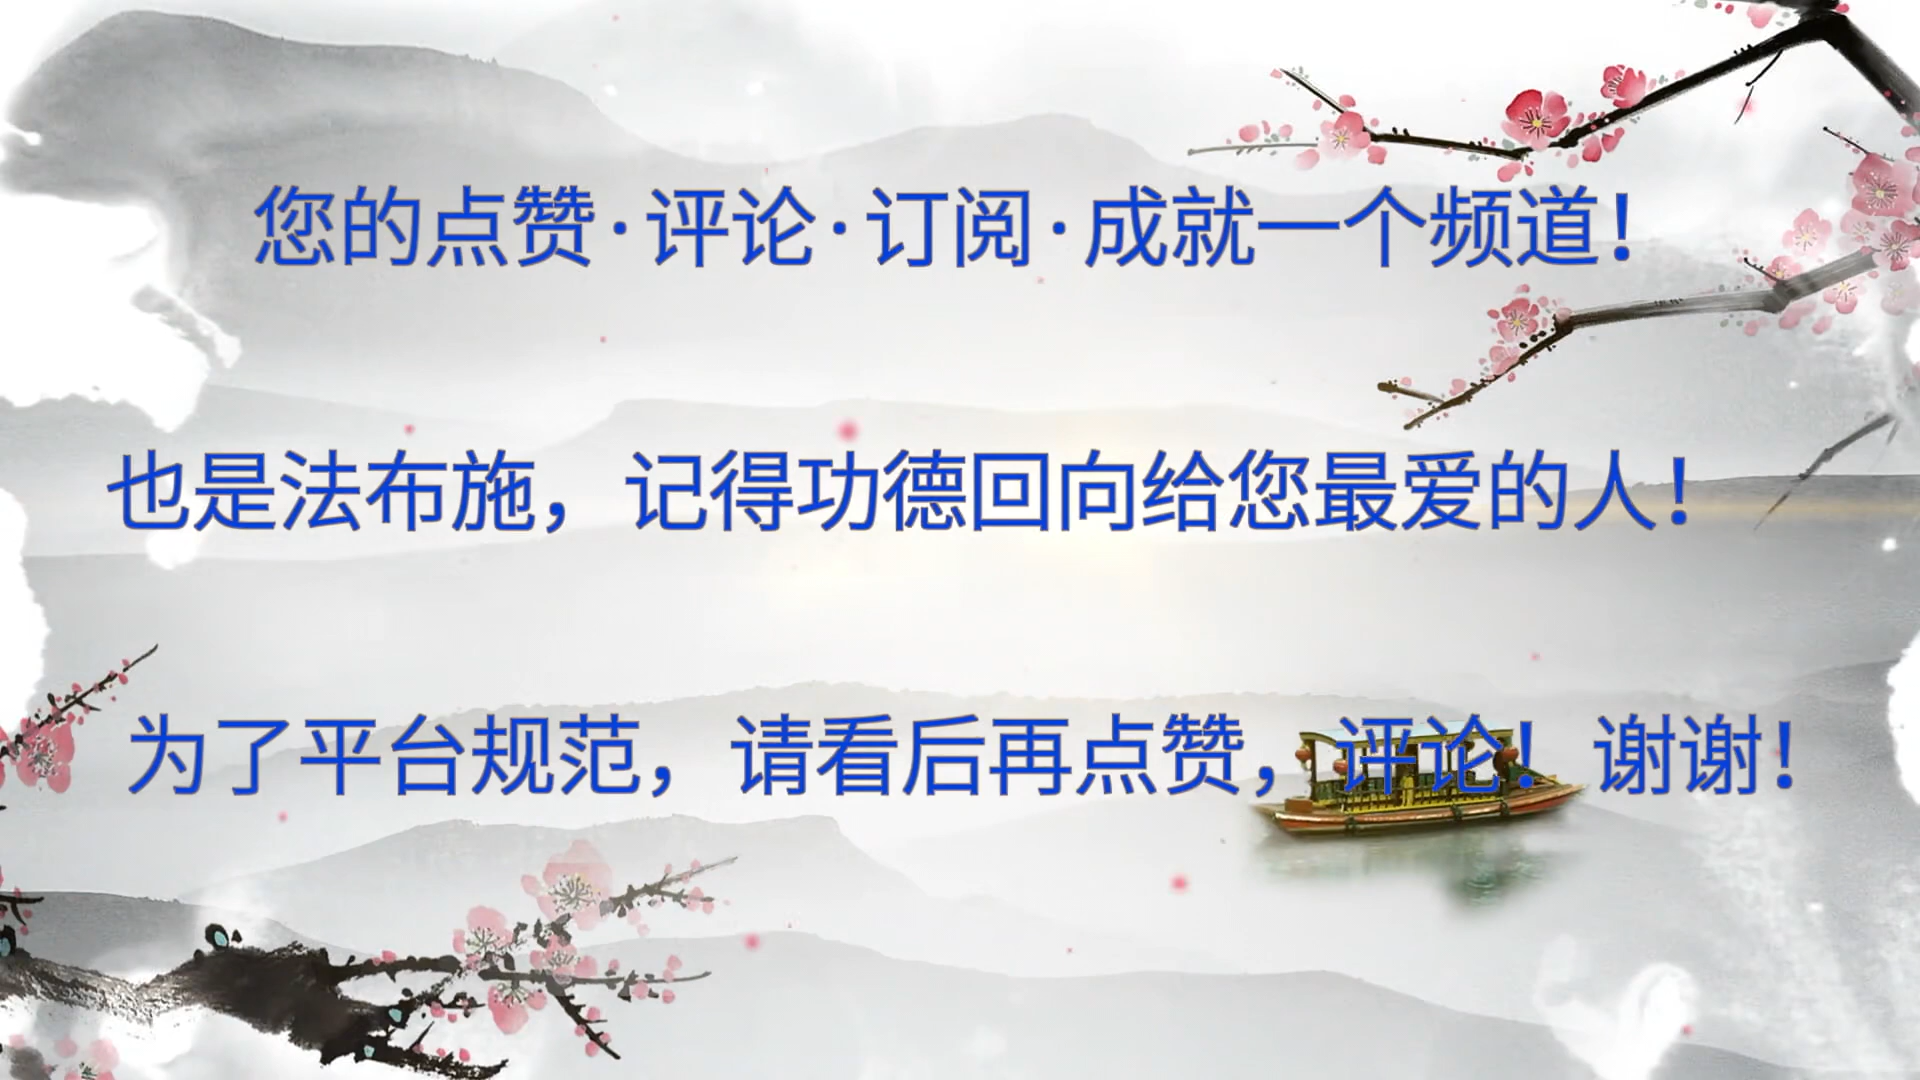 您的点赞·评论·订阅·成就一个频道！
也是法布施，记得功德回向给您最爱的人！
为了平台规范，请看后再点赞，评论！谢谢！